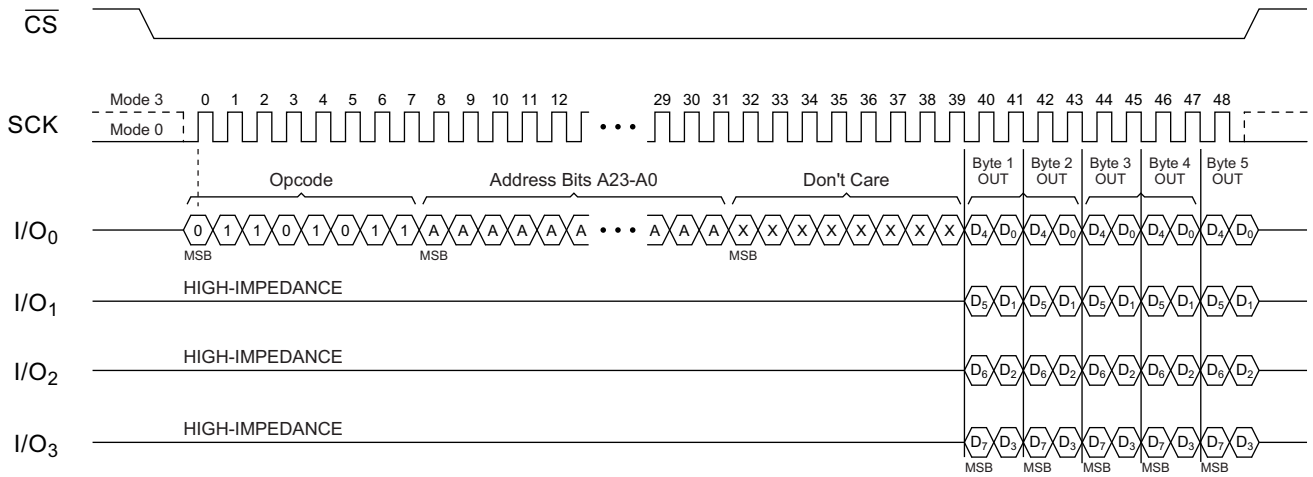 CS
Mode 3
0 1 2 3 4 5 6 7 8 9 10 11 12 29 30 31 32 33 34 35 36 37 38 39 40 41 42 43 44 45 46 47 48
SCK
Mode 0
• • •
Opcode
Address Bits A23-A0
Don't Care
Byte 1 OUT
Byte 2 OUT
Byte 3 OUT
Byte 4 OUT
Byte 5 OUT
I/O0
0 1 1 0 1 0 1 1 A A A A A A • • • A A A X X X X X X X X D4 D0 D4 D0 D4 D0 D4 D0 D4 D0
MSB MSB MSB
I/O1
HIGH-IMPEDANCE
D5 D1 D5 D1 D5 D1 D5 D1 D5 D1
I/O2
HIGH-IMPEDANCE
D6 D2 D6 D2 D6 D2 D6 D2 D6 D2
I/O3
HIGH-IMPEDANCE
D7 D3 D7 D3 D7 D3 D7 D3 D7 D3
MSB MSB MSB MSB MSB